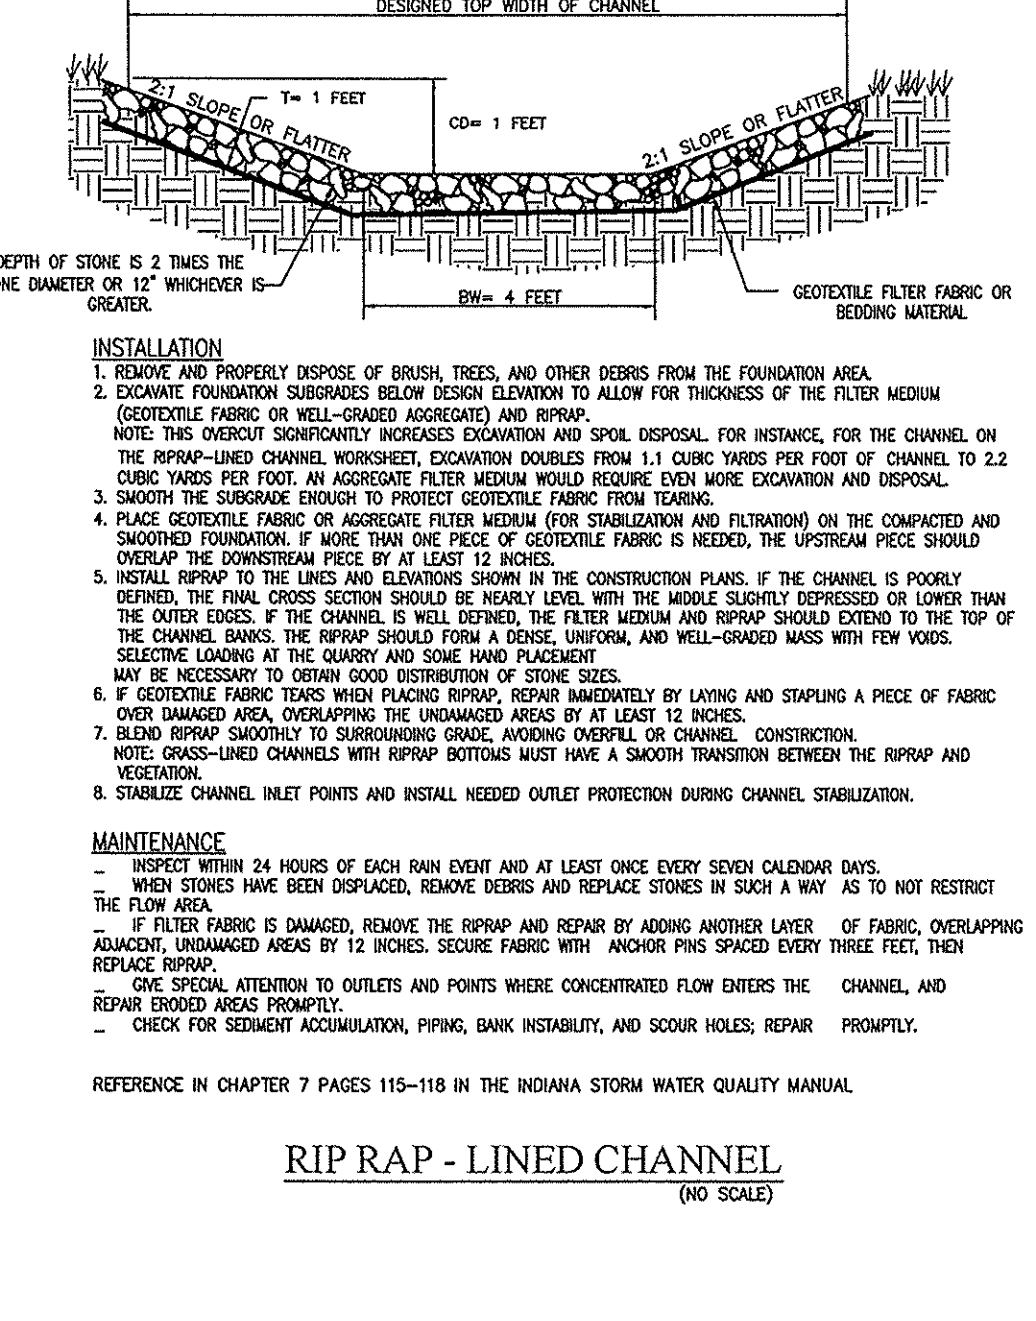 DESIGNED TOP WIDTH OF CHANNEL
2:1 SLOPE OR FLATTER
T= 1 FEET
CD= 1 FEET
2:1 SLOPE OR FLATTER
DEPTH OF STONE IS 2 TIMES THE
NE DIAMETER OR 12" WHICHEVER IS
GREATER.
BW= 4 FEET
GEOTEXTILE FILTER FABRIC OR
BEDDING MATERIAL
INSTALLATION
1. REMOVE AND PROPERLY DISPOSE OF BRUSH, TREES, AND OTHER DEBRIS FROM THE FOUNDATION AREA.
2. EXCAVATE FOUNDATION SUBGRADES BELOW DESIGN ELEVATION TO ALLOW FOR THICKNESS OF THE FILTER MEDIUM
(GEOTEXTILE FABRIC OR WELL-GRADED AGGREGATE) AND RIPRAP.
NOTE: THIS OVERCUT SIGNIFICANTLY INCREASES EXCAVATION AND SPOIL DISPOSAL. FOR INSTANCE, FOR THE CHANNEL ON
THE RIPRAP-LINED CHANNEL WORKSHEET, EXCAVATION DOUBLES FROM 1.1 CUBIC YARDS PER FOOT OF CHANNEL TO 2.2
CUBIC YARDS PER FOOT. AN AGGREGATE FILTER MEDIUM WOULD REQUIRE EVEN MORE EXCAVATION AND DISPOSAL.
3. SMOOTH THE SUBGRADE ENOUGH TO PROTECT GEOTEXTILE FABRIC FROM TEARING.
4. PLACE GEOTEXTILE FABRIC OR AGGREGATE FILTER MEDIUM (FOR STABILIZATION AND FILTRATION) ON THE COMPACTED AND
SMOOTHED FOUNDATION. IF MORE THAN ONE PIECE OF GEOTEXTILE FABRIC IS NEEDED, THE UPSTREAM PIECE SHOULD
OVERLAP THE DOWNSTREAM PIECE BY AT LEAST 12 INCHES.
5. INSTALL RIPRAP TO THE LINES AND ELEVATIONS SHOWN IN THE CONSTRUCTION PLANS. IF THE CHANNEL IS POORLY
DEFINED, THE FINAL CROSS SECTION SHOULD BE NEARLY LEVEL WITH THE MIDDLE SLIGHTLY DEPRESSED OR LOWER THAN
THE OUTER EDGES. IF THE CHANNEL IS WELL DEFINED, THE FILTER MEDIUM AND RIPRAP SHOULD EXTEND TO THE TOP OF
THE CHANNEL BANKS. THE RIPRAP SHOULD FORM A DENSE, UNIFORM, AND WELL-GRADED MASS WITH FEW VOIDS.
SELECTIVE LOADING AT THE QUARRY AND SOME HAND PLACEMENT
MAY BE NECESSARY TO OBTAIN GOOD DISTRIBUTION OF STONE SIZES.
6. IF GEOTEXTILE FABRIC TEARS WHEN PLACING RIPRAP, REPAIR IMMEDIATELY BY LAYING AND STAPLING A PIECE OF FABRIC
OVER DAMAGED AREA, OVERLAPPING THE UNDAMAGED AREAS BY AT LEAST 12 INCHES.
7. BLEND RIPRAP SMOOTHLY TO SURROUNDING GRADE, AVOIDING OVERFILL OR CHANNEL CONSTRICTION.
NOTE: GRASS-LINED CHANNELS WITH RIPRAP BOTTOMS MUST HAVE A SMOOTH TRANSITION BETWEEN THE RIPRAP AND
VEGETATION.
8. STABILIZE CHANNEL INLET POINTS AND INSTALL NEEDED OUTLET PROTECTION DURING CHANNEL STABILIZATION.
MAINTENANCE
_ INSPECT WITHIN 24 HOURS OF EACH RAIN EVENT AND AT LEAST ONCE EVERY SEVEN CALENDAR DAYS.
_ WHEN STONES HAVE BEEN DISPLACED, REMOVE DEBRIS AND REPLACE STONES IN SUCH A WAY AS TO NOT RESTRICT
THE FLOW AREA.
_ IF FILTER FABRIC IS DAMAGED, REMOVE THE RIPRAP AND REPAIR BY ADDING ANOTHER LAYER OF FABRIC, OVERLAPPING
ADJACENT, UNDAMAGED AREAS BY 12 INCHES. SECURE FABRIC WITH ANCHOR PINS SPACED EVERY THREE FEET, THEN
REPLACE RIPRAP.
_ GIVE SPECIAL ATTENTION TO OUTLETS AND POINTS WHERE CONCENTRATED FLOW ENTERS THE CHANNEL, AND
REPAIR ERODED AREAS PROMPTLY.
_ CHECK FOR SEDIMENT ACCUMULATION, PIPING, BANK INSTABILITY, AND SCOUR HOLES; REPAIR PROMPTLY.
REFERENCE IN CHAPTER 7 PAGES 115-118 IN THE INDIANA STORM WATER QUALITY MANUAL
RIP RAP - LINED CHANNEL
(NO SCALE)